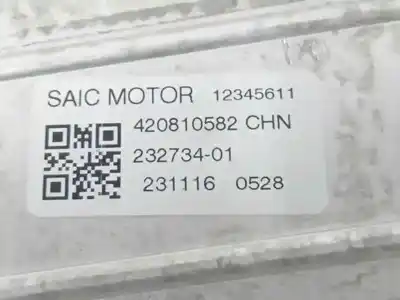 SAIC MOTOR 12345611
420810582 CHN
232734-01
231116 0528